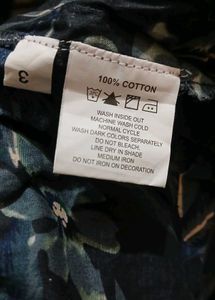 3
100% COTTON
WASH INSIDE OUT
MACHINE WASH COLD
NORMAL CYCLE
WASH DARK COLORS SEPARATELY
DO NOT BLEACH.
LINE DRY IN SHADE
MEDIUM IRON
DO NOT IRON ON DECORATION